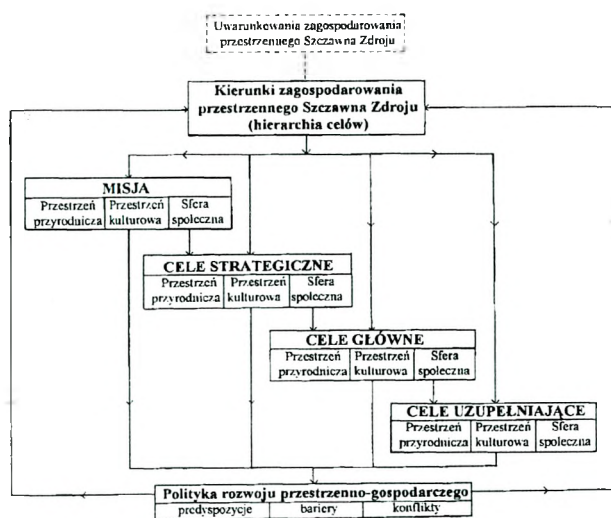 Uwarunkowania zagospodarowania
przestrzennego Szczawna Zdroju
Kierunki zagospodarowania
przestrzennego Szczawna Zdroju
(hierarchia celów)
MISJA
Przestrzeń Przestrzeń Sfera
przyrodnicza kulturowa społeczna
CELE STRATEGICZNE
Przestrzeń Przestrzeń Sfera
przyrodnicza kulturowa społeczna
CELE GŁÓWNE
Przestrzeń Przestrzeń Sfera
przyrodnicza kulturowa społeczna
CELE UZUPEŁNIAJĄCE
Przestrzeń Przestrzeń Sfera
przyrodnicza kulturowa społeczna
Polityka rozwoju przestrzenno-gospodarczego
predyspozycje bariery konflikty